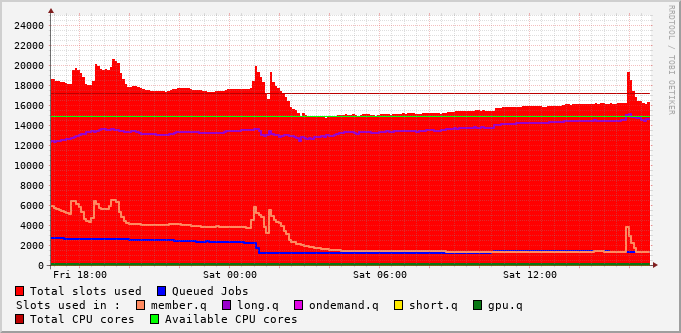 24000
22000
20000
18000
16000
14000
12000
10000
8000
6000
4000
2000
0
Fri 18:00 Sat 00:00 Sat 06:00 Sat 12:00
RRDTOOL / TOBI OETIKER
Total slots used Queued Jobs
Slots used in : member.q long.q ondemand.q short.q gpu.q
Total CPU cores Available CPU cores